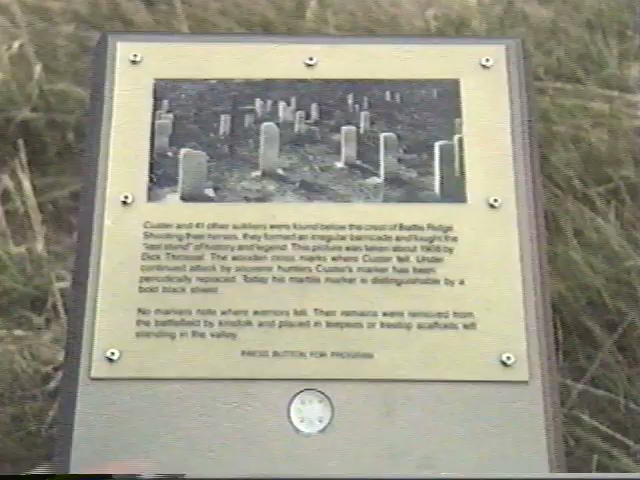 Custer and 41 other soldiers were found below the crest of Battle Ridge.
Shooting their horses, they formed an irregular barricade and fought the
"last stand" of history and legend. This picture was taken about 1908 by
Dick Throssel. The wooden cross marks where Custer fell. Under
continued attack by souvenir hunters Custer's marker has been
periodically replaced. Today his marble marker is distinguishable by a
bold black shield.
No markers note where warriors fell. Their remains were removed from
the battlefield by kinsfolk and placed in teepees or treetop scaffolds
standing in the valley.
PRESS BUTTON FOR PROGRAM